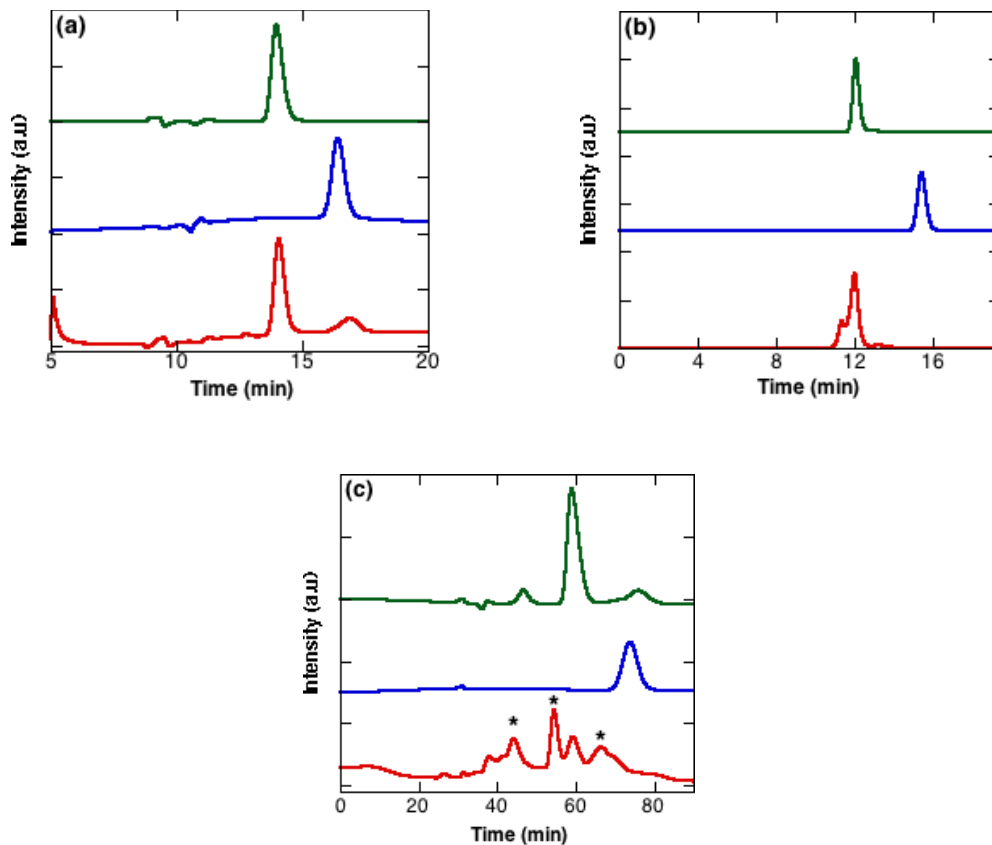 (a)
Intensity (a.u)
5 10 15 20
Time (min)
(b)
Intensity (a.u)
0 4 8 12 16
Time (min)
(c)
Intensity (a.u)
* * *
0 20 40 60 80
Time (min)